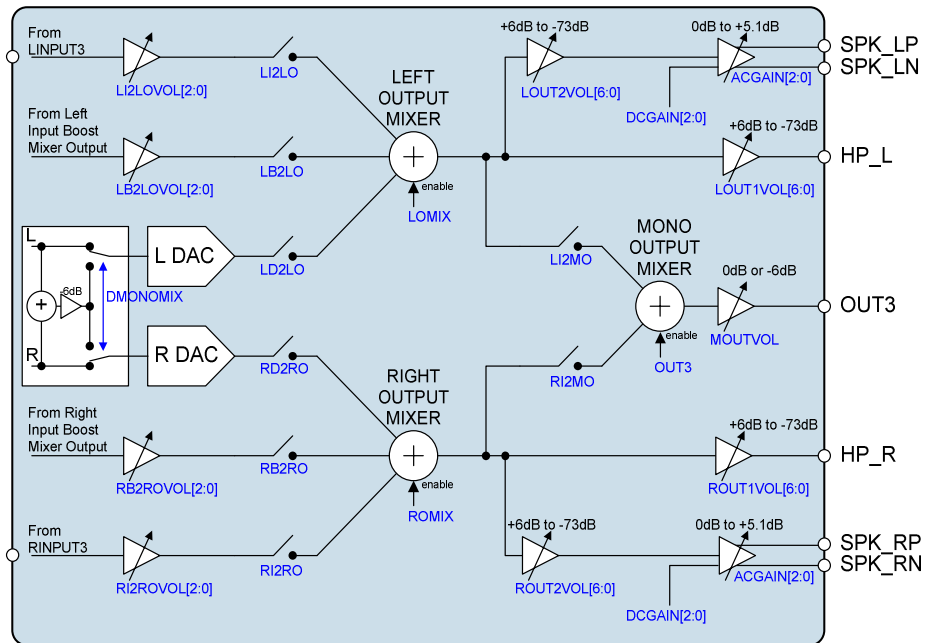 From
LINPUT3
LI2LOVOL[2:0]
LI2LO
+6dB to -73dB
LOUT2VOL[6:0]
0dB to +5.1dB
ACGAIN[2:0]
DCGAIN[2:0]
SPK_LP
SPK_LN
From Left
Input Boost
Mixer Output
LB2LOVOL[2:0]
LB2LO
LEFT
OUTPUT
MIXER
enable
LOMIX
+6dB to -73dB
LOUT1VOL[6:0]
HP_L
L
R
-6dB
DMONOMIX
L DAC
LD2LO
R DAC
RD2RO
LI2MO
RI2MO
MONO
OUTPUT
MIXER
enable
OUT3
0dB or -6dB
MOUTVOL
OUT3
From Right
Input Boost
Mixer Output
RB2ROVOL[2:0]
RB2RO
RIGHT
OUTPUT
MIXER
enable
ROMIX
+6dB to -73dB
ROUT1VOL[6:0]
HP_R
From
RINPUT3
RI2ROVOL[2:0]
RI2RO
+6dB to -73dB
ROUT2VOL[6:0]
0dB to +5.1dB
ACGAIN[2:0]
DCGAIN[2:0]
SPK_RP
SPK_RN